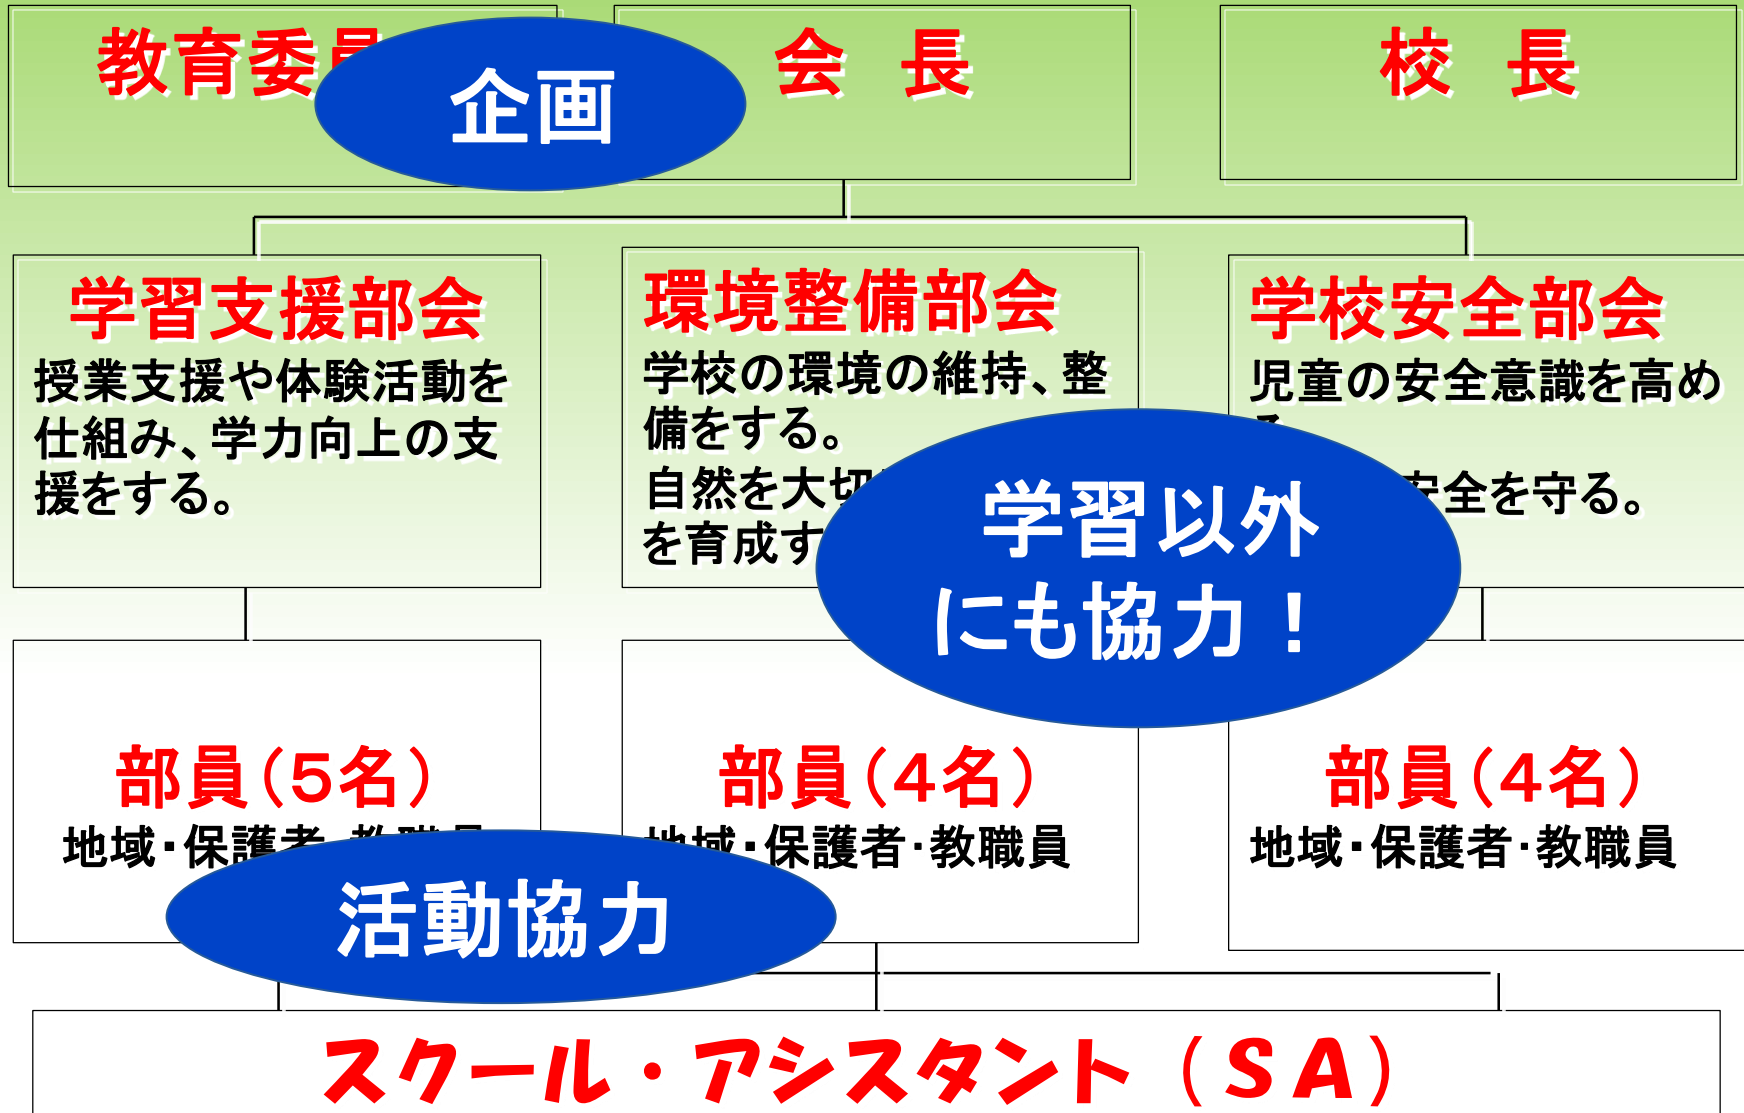 教育委員
企画
会　長
校　長
学習支援部会
授業支援や体験活動を
仕組み、学力向上の支
援をする。
環境整備部会
学校の環境の維持、整
備をする。
自然を大切
を育成す
学校安全部会
児童の安全意識を高め
安全を守る。
学習以外
にも協力！
部員（５名）
地域・保護者・教職員
部員（４名）
地域・保護者・教職員
部員（４名）
地域・保護者・教職員
活動協力
スクール・アシスタント（ＳＡ）